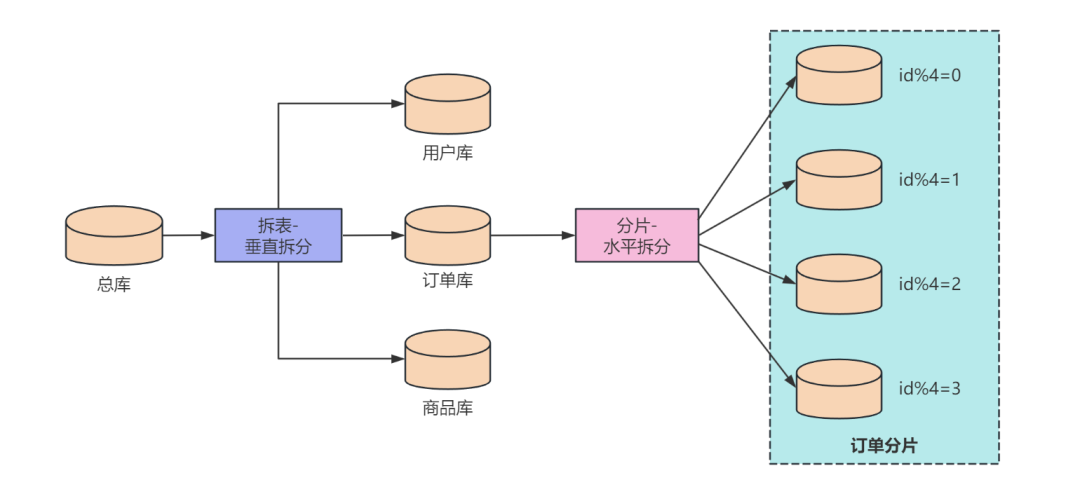 总库
拆表-
垂直拆分
用户库
订单库
商品库
分片-
水平拆分
id%4=0
id%4=1
id%4=2
id%4=3
订单分片